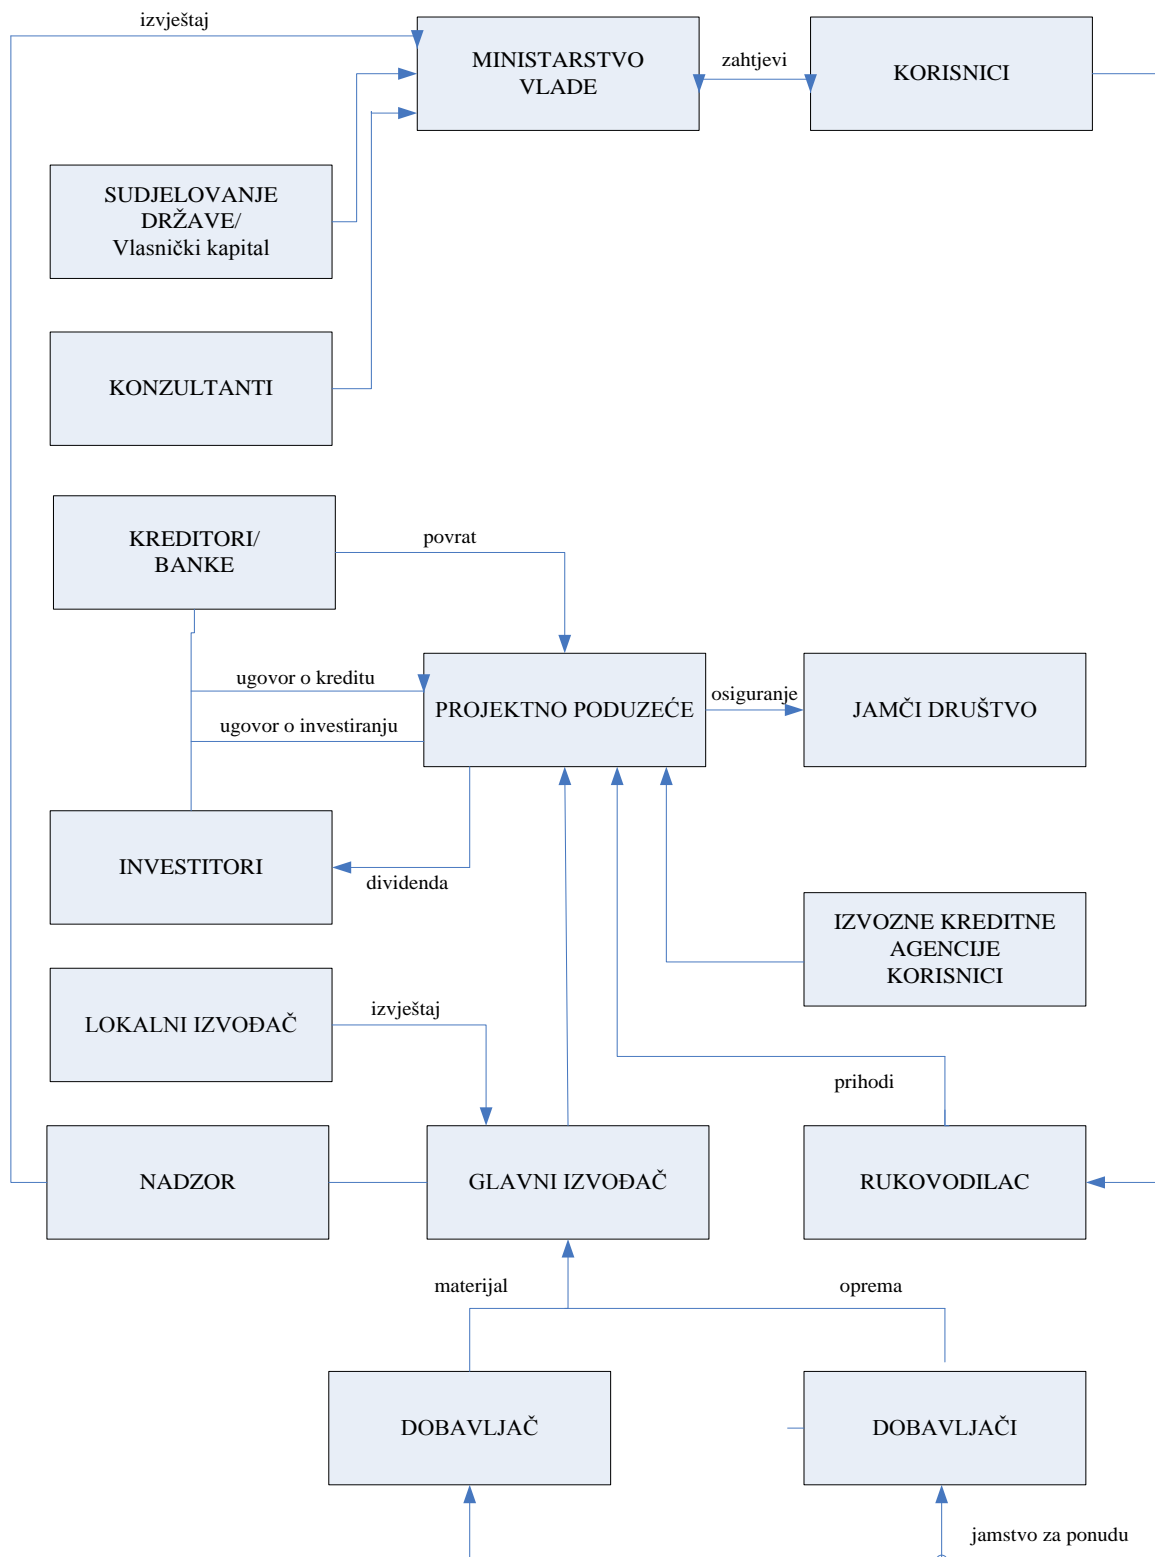 izvještaj
MINISTARSTVO
VLADE
zahtjevi
KORISNICI
SUDJELOVANJE
DRŽAVE/
Vlasnički kapital
KONZULTANTI
KREDITORI/
BANKE
povrat
ugovor o kreditu
ugovor o investiranju
PROJEKTNO PODUZEĆE
osiguranje
JAMČI DRUŠTVO
INVESTITORI
dividenda
IZVOZNE KREDITNE
AGENCIJE
KORISNICI
LOKALNI IZVOĐAČ
izvještaj
prihodi
NADZOR
GLAVNI IZVOĐAČ
RUKOVODILAC
materijal
oprema
DOBAVLJAČ
DOBAVLJAČI
jamstvo za ponudu